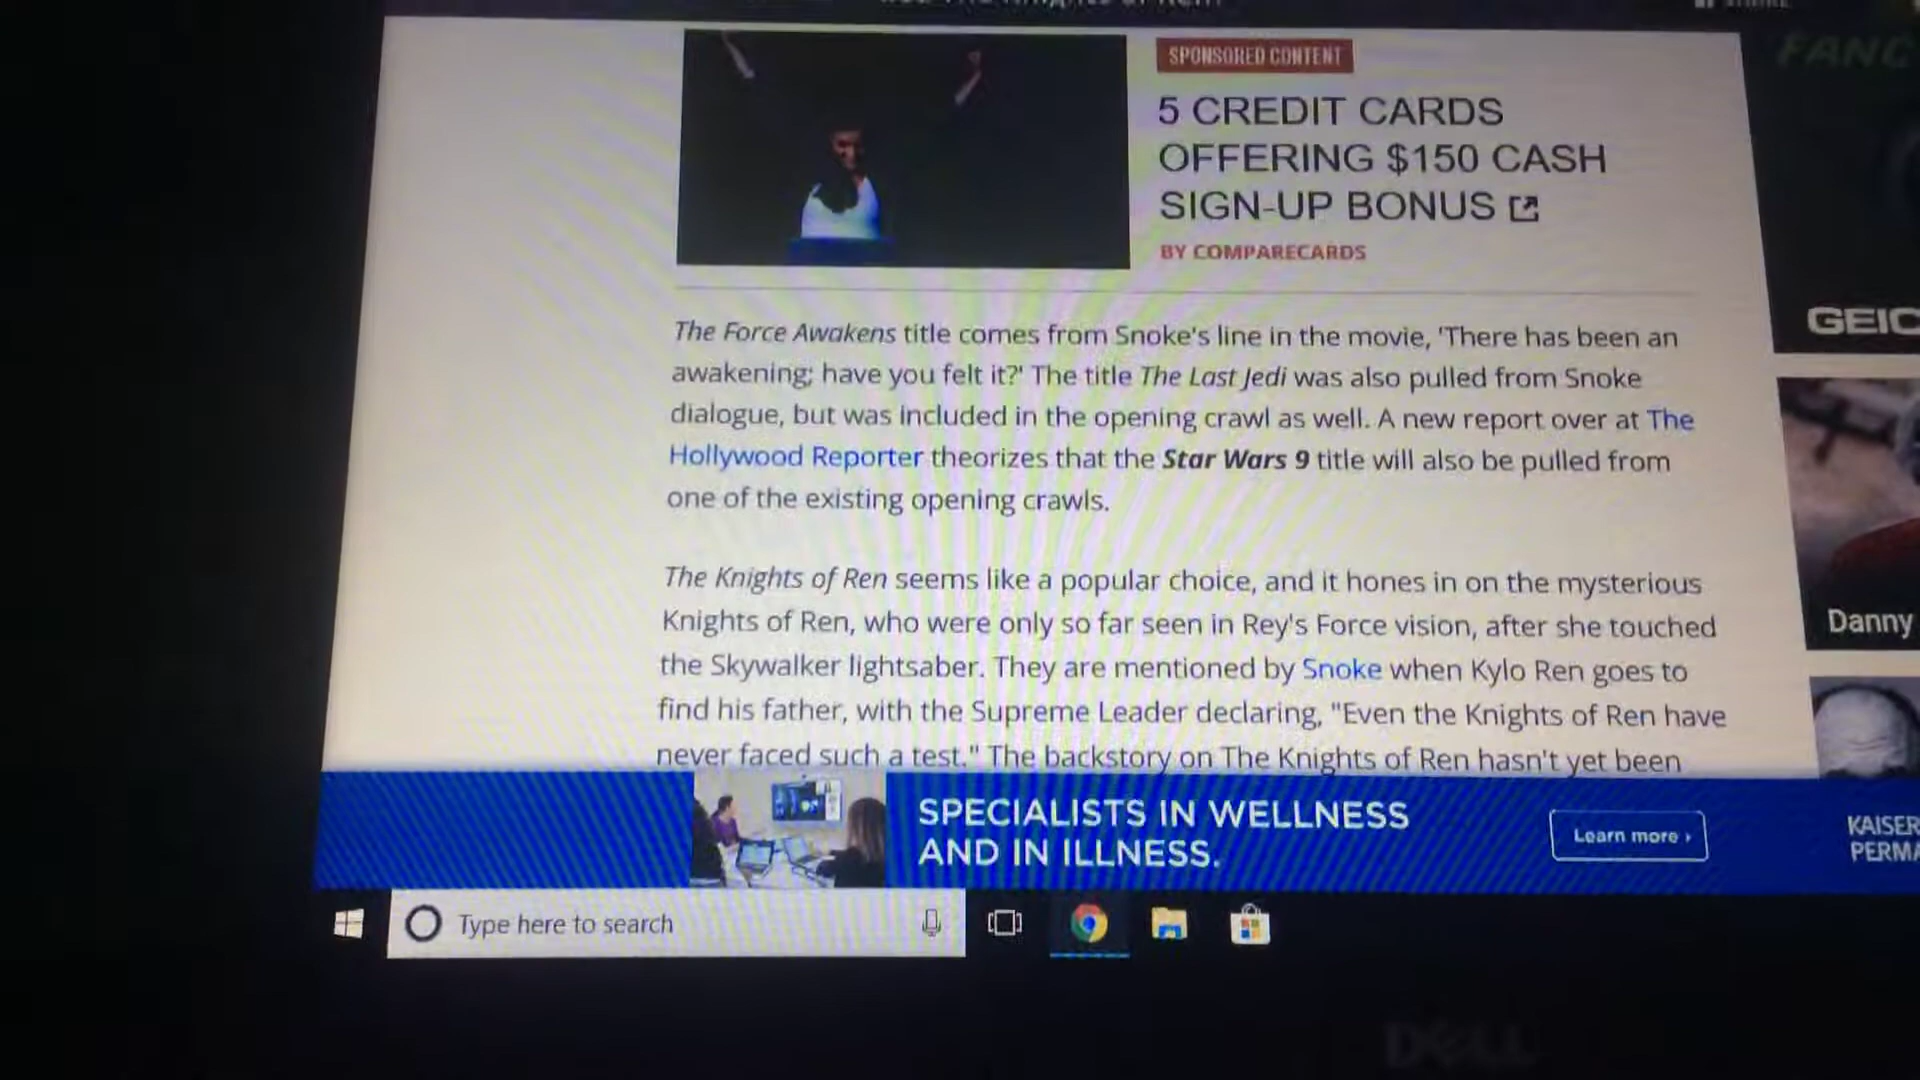 SPONSORED CONTENT
5 CREDIT CARDS
OFFERING $150 CASH
SIGN-UP BONUS
BY COMPARECARDS
The Force Awakens title comes from Snoke's line in the movie, 'There has been an
awakening; have you felt it?' The title The Last Jedi was also pulled from Snoke
dialogue, but was included in the opening crawl as well. A new report over at The
Hollywood Reporter theorizes that the Star Wars 9 title will also be pulled from
one of the existing opening crawls.
The Knights of Ren seems like a popular choice, and it hones in on the mysterious
Knights of Ren, who were only so far seen in Rey's Force vision, after she touched
the Skywalker lightsaber. They are mentioned by Snoke when Kylo Ren goes to
find his father, with the Supreme Leader declaring, "Even the Knights of Ren have
never faced such a test." The backstory on The Knights of Ren hasn't yet been
FANC
GEIC
Danny
SPECIALISTS IN WELLNESS
AND IN ILLNESS.
Learn more ›
KAISER
PERMA
Type here to search
DELL